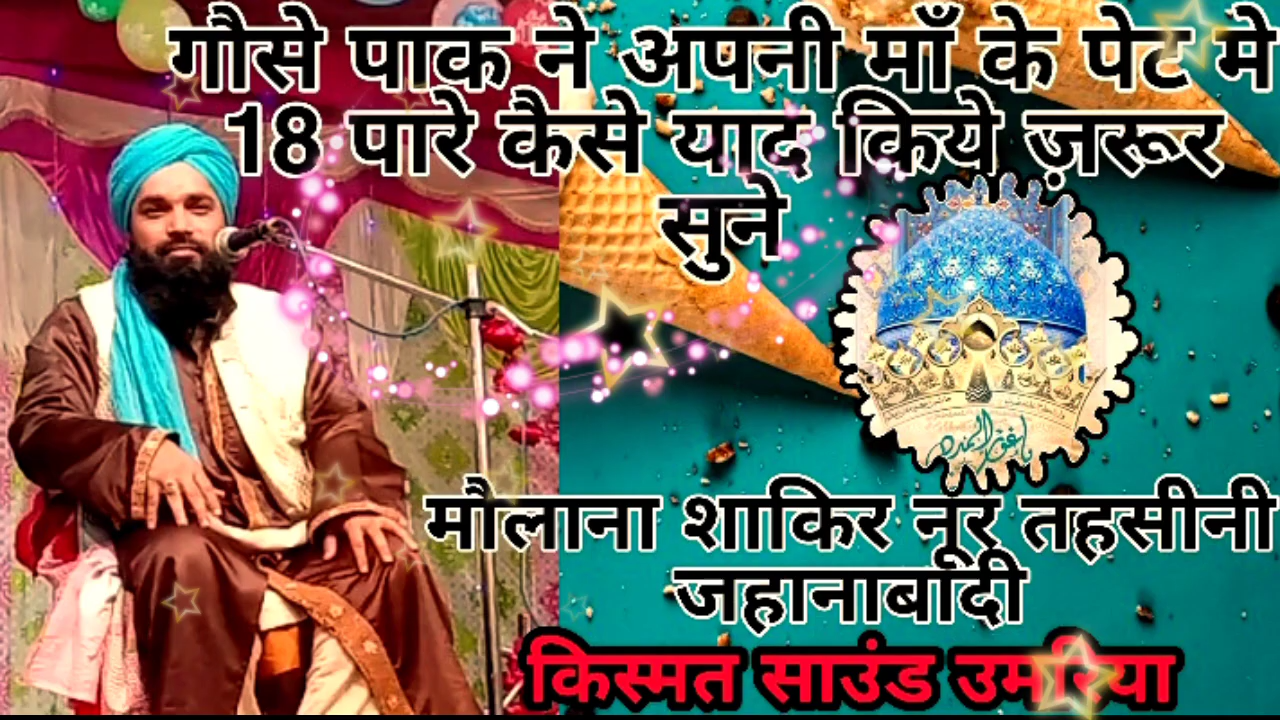 गौसे पाक ने अपनी माँ के पेट मे
18 पारे कैसे याद किये ज़रूर
सुने
मौलाना शाकिर नूर तहसीनी
जहानाबादी
किस्मत साउंड उमरिया